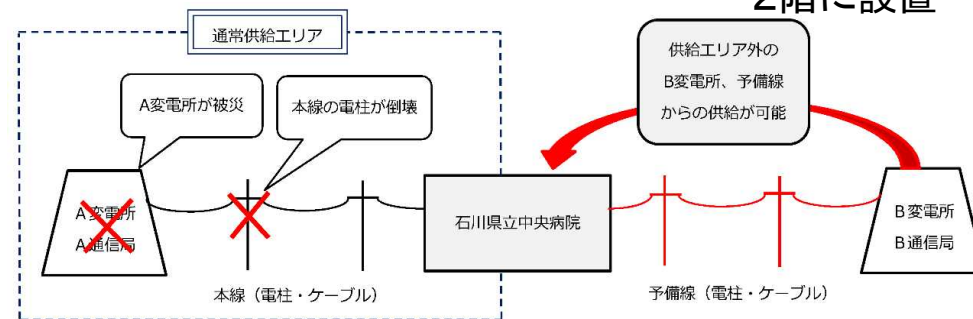 2階に設置
通常供給エリア
供給エリア外の
B変電所、予備線
からの供給が可能
A変電所が被災
本線の電柱が倒壊
A変電所
A通信局
石川県立中央病院
B変電所
B通信局
本線（電柱・ケーブル）
予備線（電柱・ケーブル）